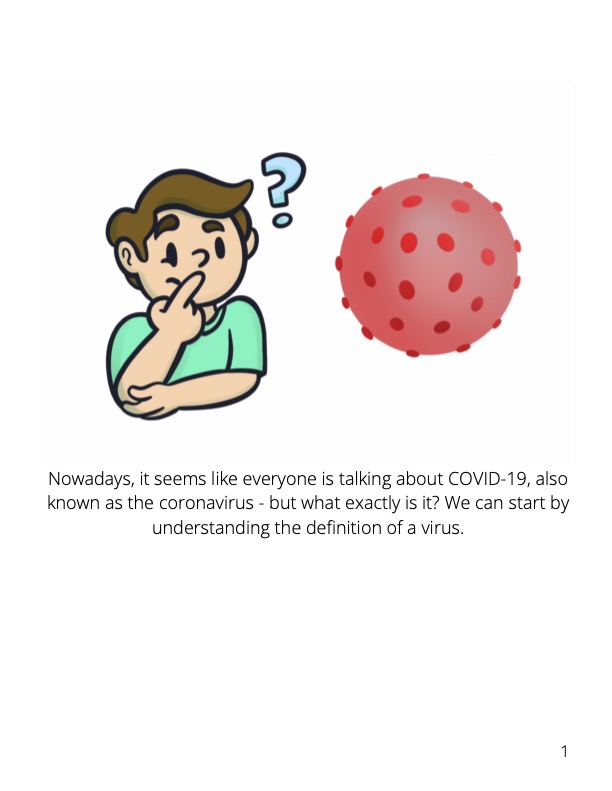 ?
Nowadays, it seems like everyone is talking about COVID-19, also
known as the coronavirus - but what exactly is it? We can start by
understanding the definition of a virus.
1